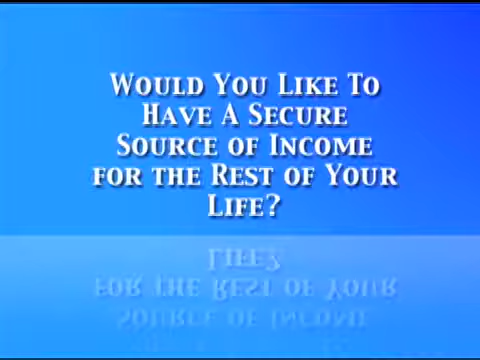 Would You Like To
Have A Secure
Source of Income
for the Rest of Your
Life?